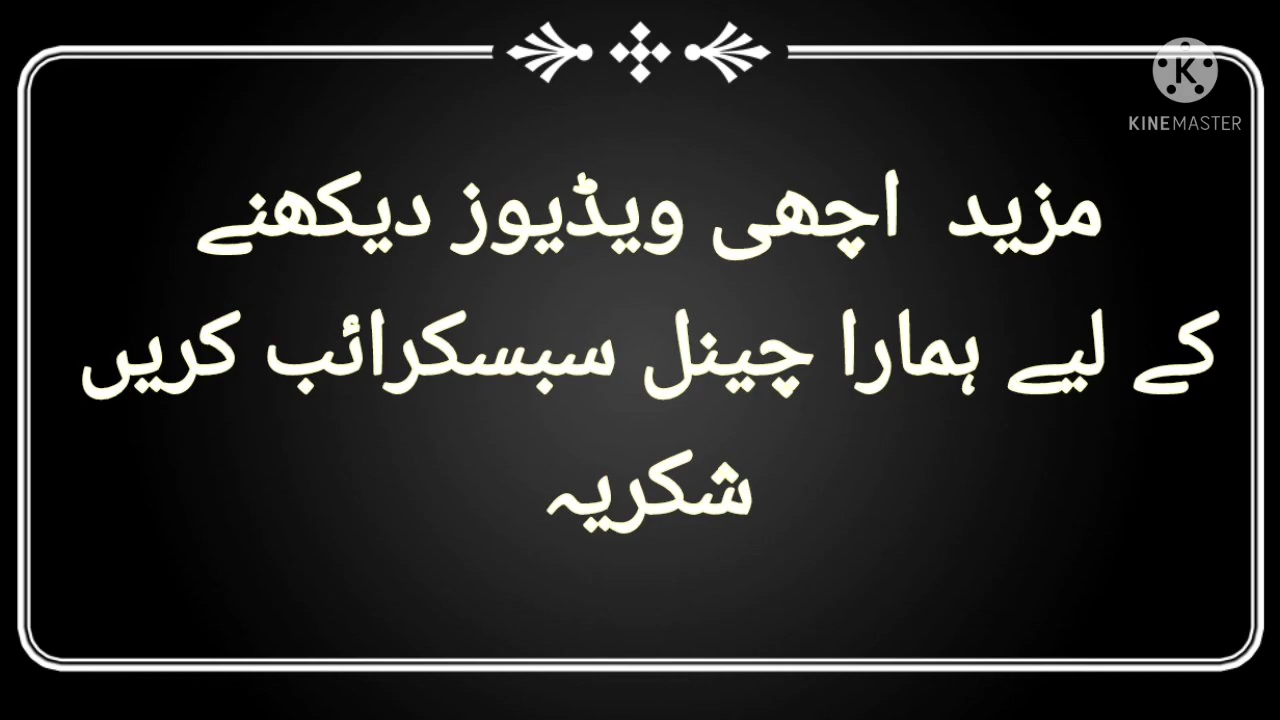 KINEMASTER
مزید اچھی ویڈیوز دیکھنے
کے لیے ہمارا چینل سبسکرائب کریں
شکریہ